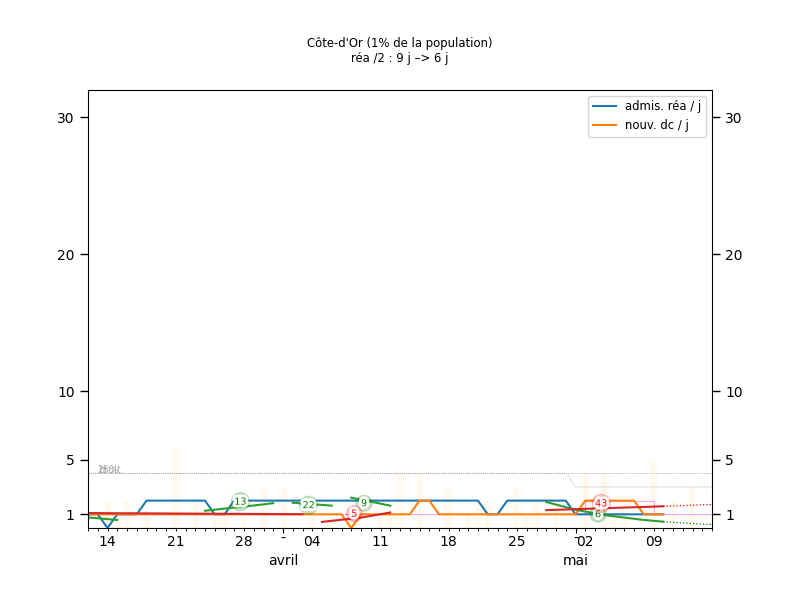 Côte-d'Or (1% de la population)
réa /2 : 9 j –> 6 j
admis. réa / j
nouv. dc / j
30 30
20 20
10 10
5 5
1 1
13 22 9 5 43 6
14 21 28 - 04 11 18 25 - 02 09
avril mai